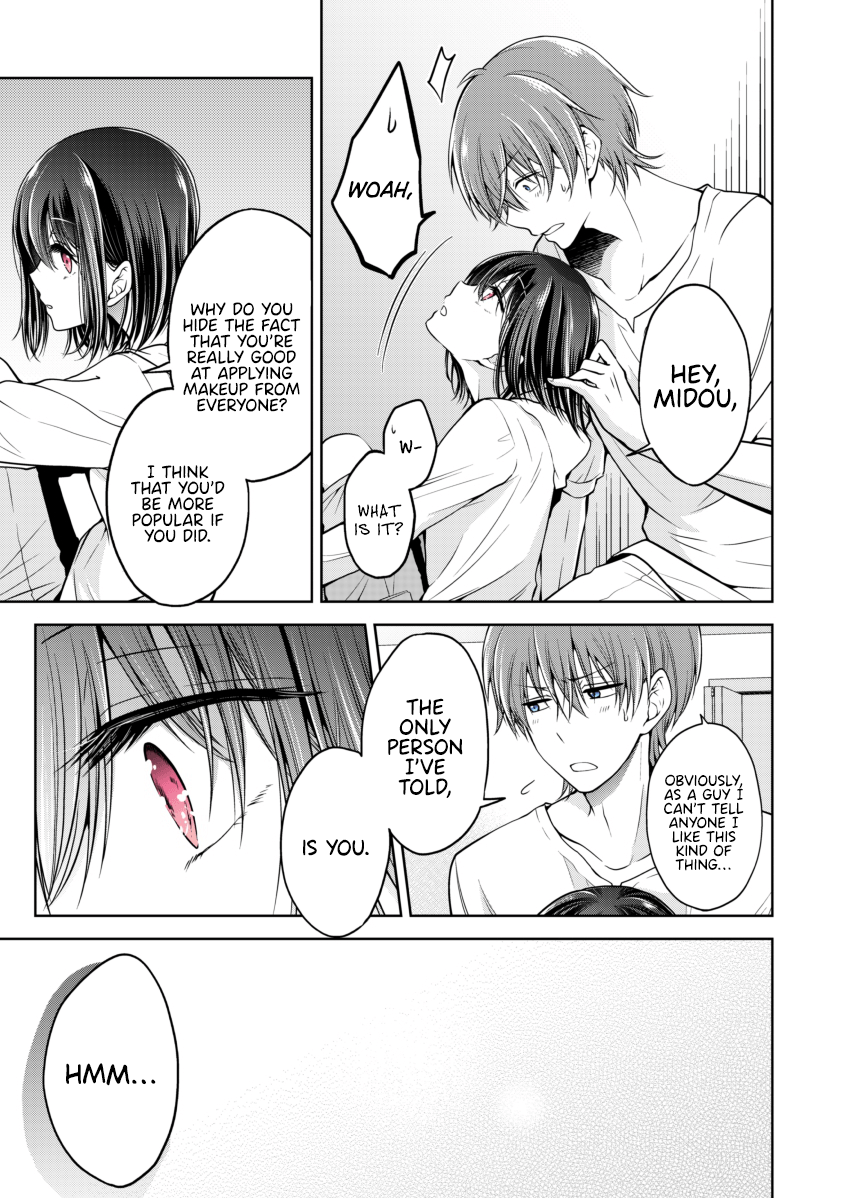 HEY,
MIDOU,
WOAH,
W-
WHAT
IS IT?
WHY DO YOU
HIDE THE FACT
THAT YOU'RE
REALLY GOOD
AT APPLYING
MAKEUP FROM
EVERYONE?
I THINK
THAT YOU'D
BE MORE
POPULAR IF
YOU DID.
OBVIOUSLY,
AS A GUY I
CAN'T TELL
ANYONE I
LIKE THIS
KIND OF
THING...
THE
ONLY
PERSON
I'VE
TOLD,
IS YOU.
HMM...